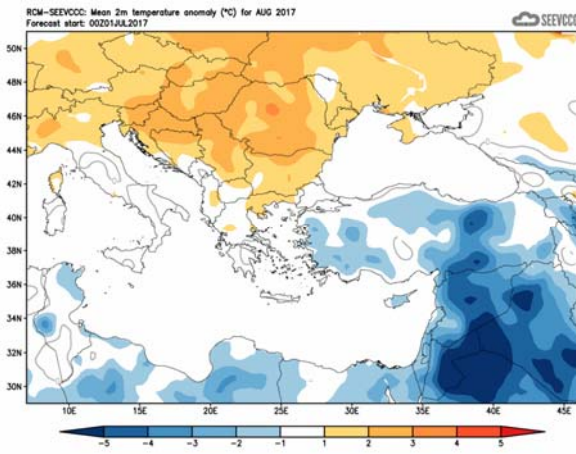 RCM-SEEVCCC: Mean 2m temperature anomaly (°C) for AUG 2017
Forecast start: 00Z01JUL2017
SEEVCCC
50N
48N
46N
44N
42N
40N
38N
36N
34N
32N
30N
10E 15E 20E 25E 30E 35E 40E 45E
-5 -4 -3 -2 -1 1 2 3 4 5